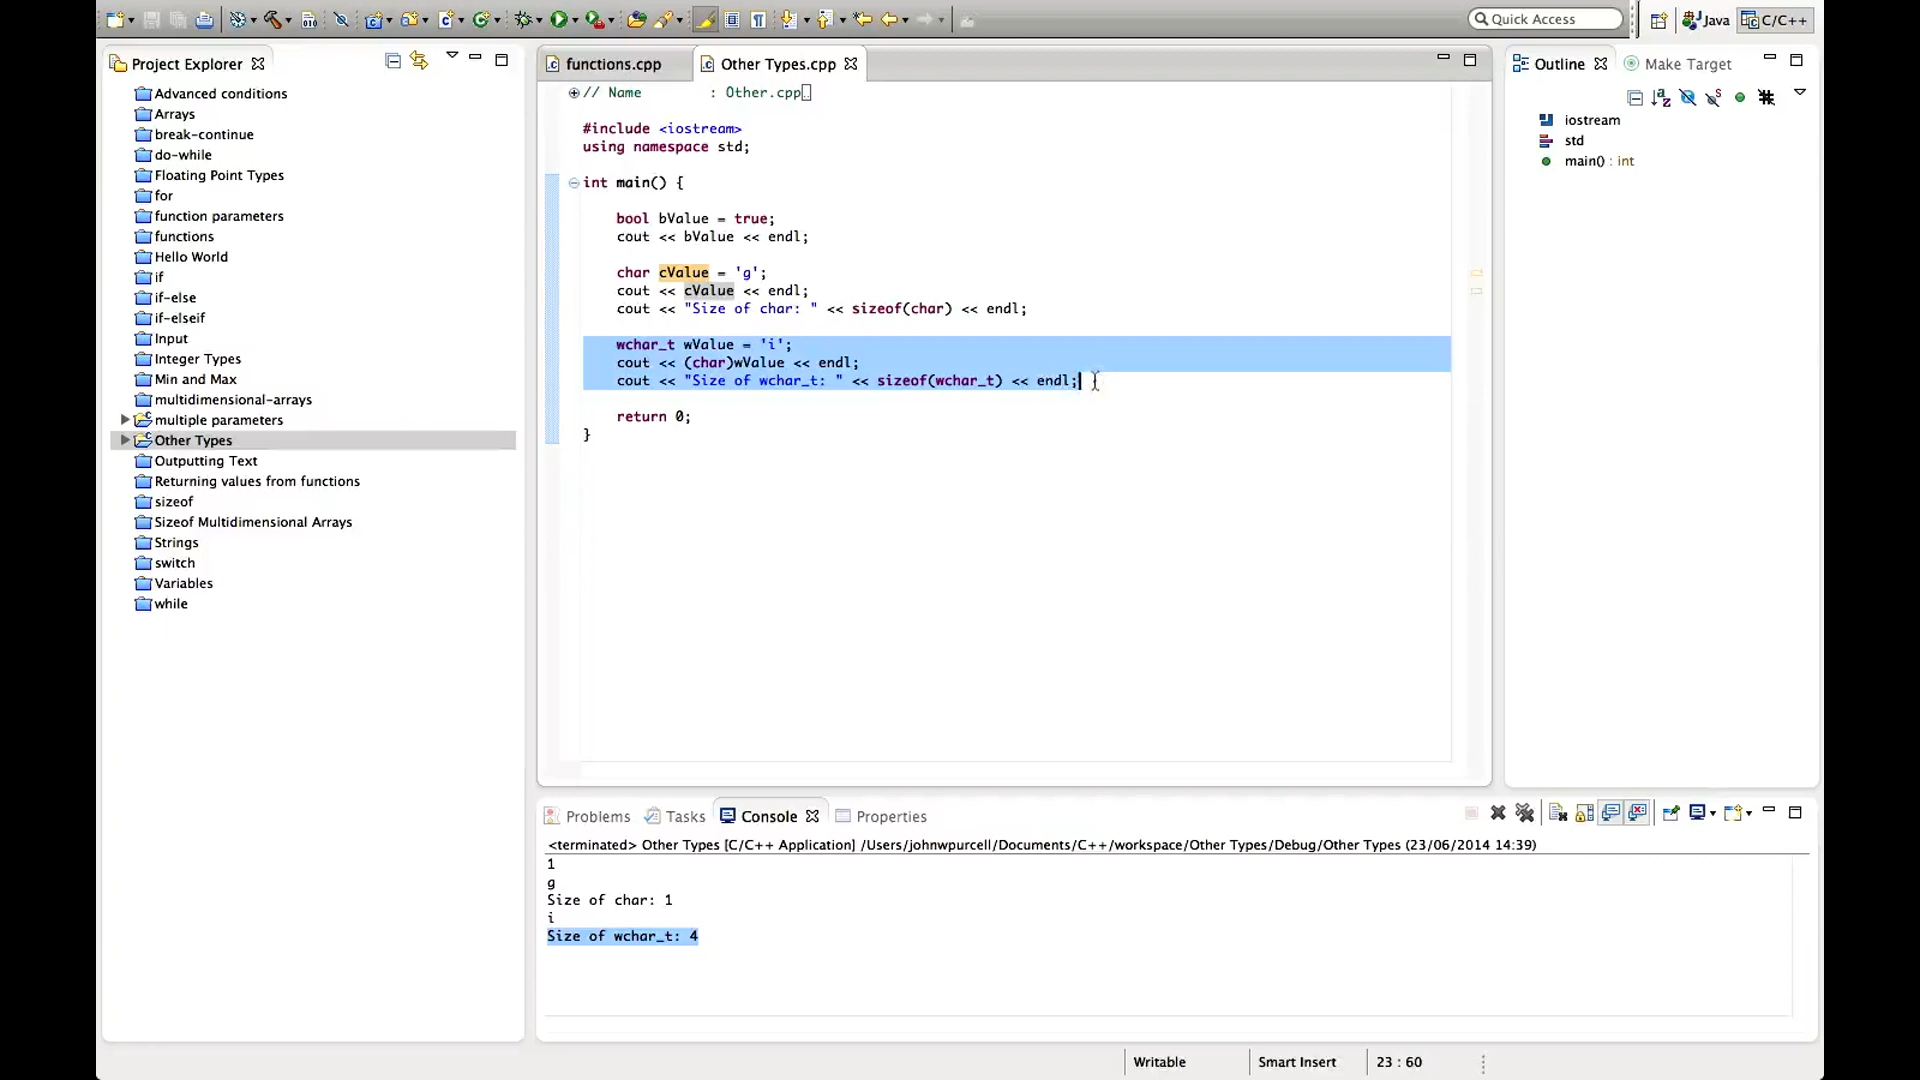 Quick Access
Java
C/C++
Project Explorer
Advanced conditions
Arrays
break-continue
do-while
Floating Point Types
for
function parameters
functions
Hello World
if
if-else
if-elseif
Input
Integer Types
Min and Max
multidimensional-arrays
multiple parameters
Other Types
Outputting Text
Returning values from functions
sizeof
Sizeof Multidimensional Arrays
Strings
switch
Variables
while
functions.cpp
Other Types.cpp
// Name        : Other.cpp
#include <iostream>
using namespace std;
int main() {
bool bValue = true;
cout << bValue << endl;
char cValue = 'g';
cout << cValue << endl;
cout << "Size of char: " << sizeof(char) << endl;
wchar_t wValue = 'i';
cout << (char)wValue << endl;
cout << "Size of wchar_t: " << sizeof(wchar_t) << endl;
return 0;
}
Outline
Make Target
iostream
std
main() : int
Problems
Tasks
Console
Properties
<terminated> Other Types [C/C++ Application] /Users/johnwpurcell/Documents/C++/workspace/Other Types/Debug/Other Types (23/06/2014 14:39)
1
g
Size of char: 1
i
Size of wchar_t: 4
Writable
Smart Insert
23 : 60